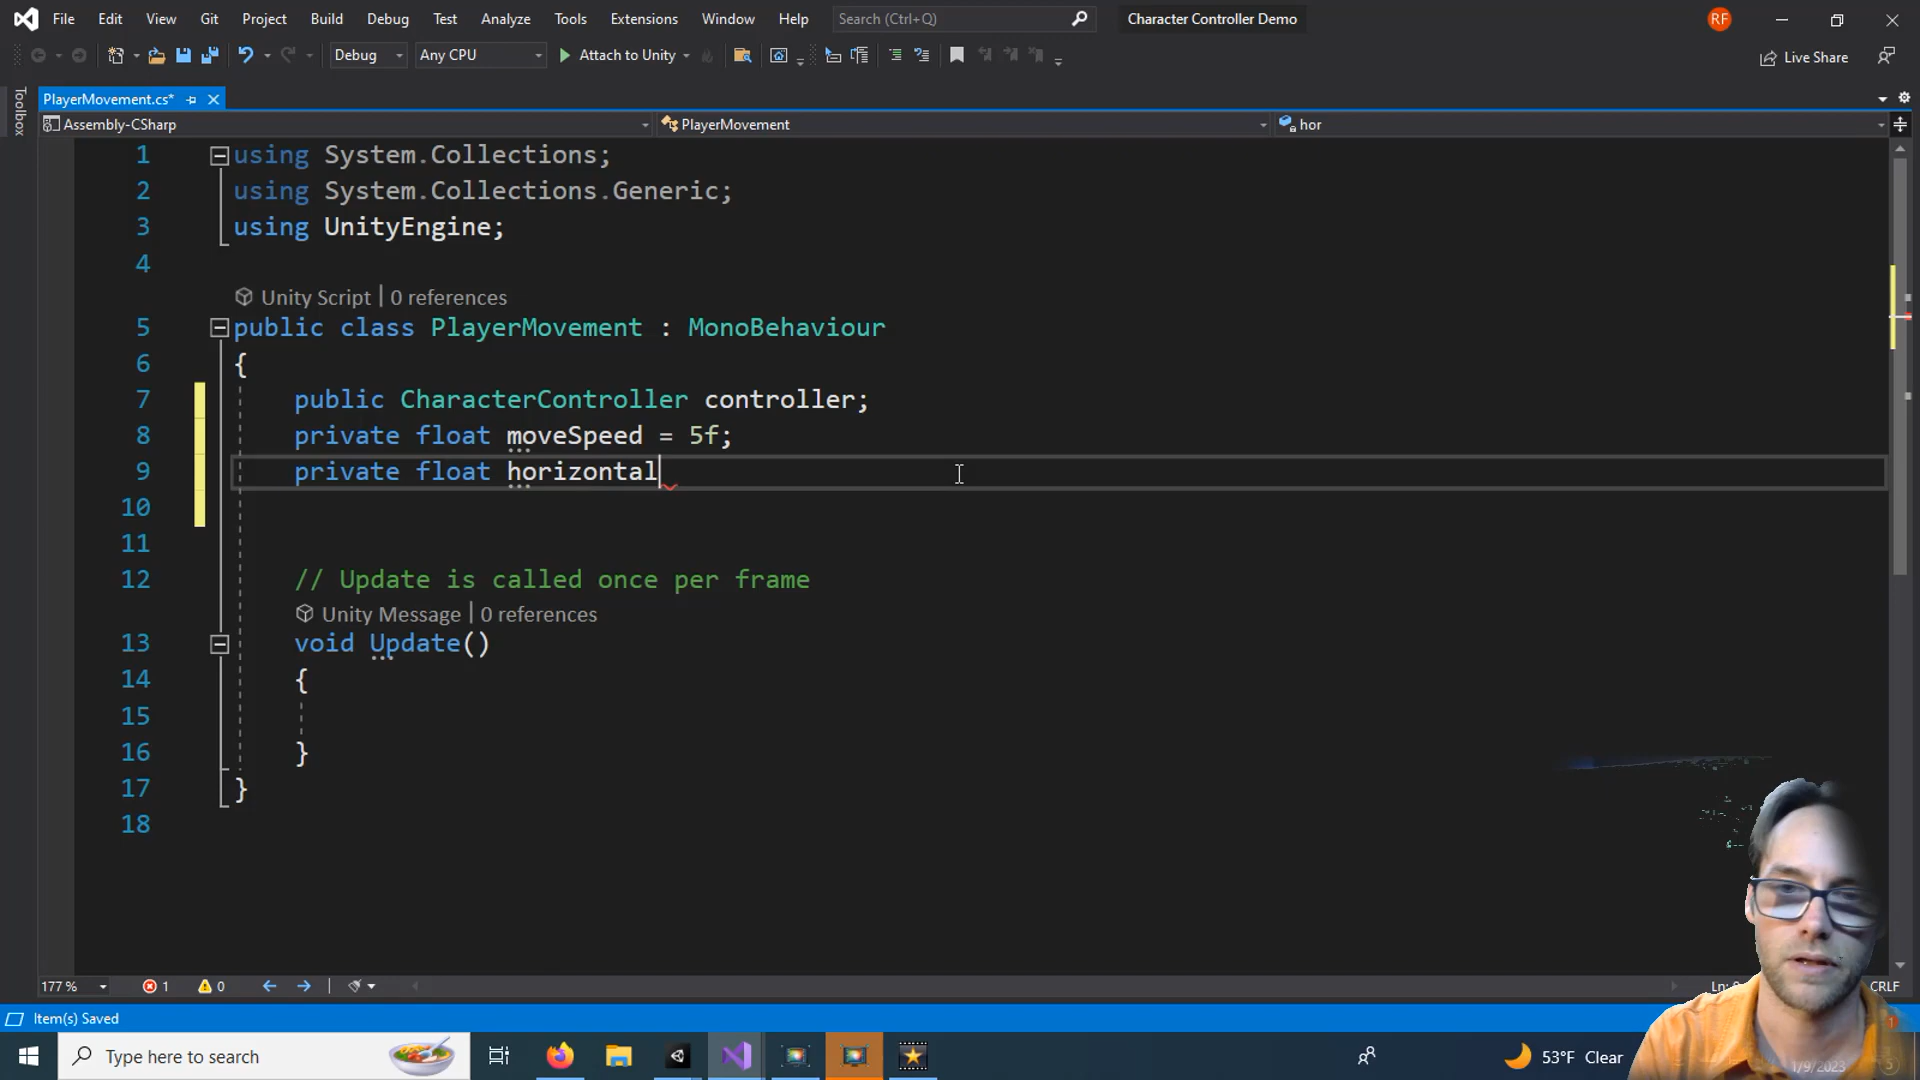 File Edit View Git Project Build Debug Test Analyze Tools Extensions Window Help Search (Ctrl+Q) Character Controller Demo RF
Debug Any CPU Attach to Unity Live Share
Toolbox
PlayerMovement.cs*
Assembly-CSharp PlayerMovement hor
1 using System.Collections;
2 using System.Collections.Generic;
3 using UnityEngine;
4
Unity Script | 0 references
5 public class PlayerMovement : MonoBehaviour
6 {
7 public CharacterController controller;
8 private float moveSpeed = 5f;
9 private float horizontal
10
11
12 // Update is called once per frame
Unity Message | 0 references
13 void Update()
14 {
15
16 }
17 }
18
177 % 1 0 Ln: CRLF
Item(s) Saved
Type here to search 53°F Clear
1/9/2023